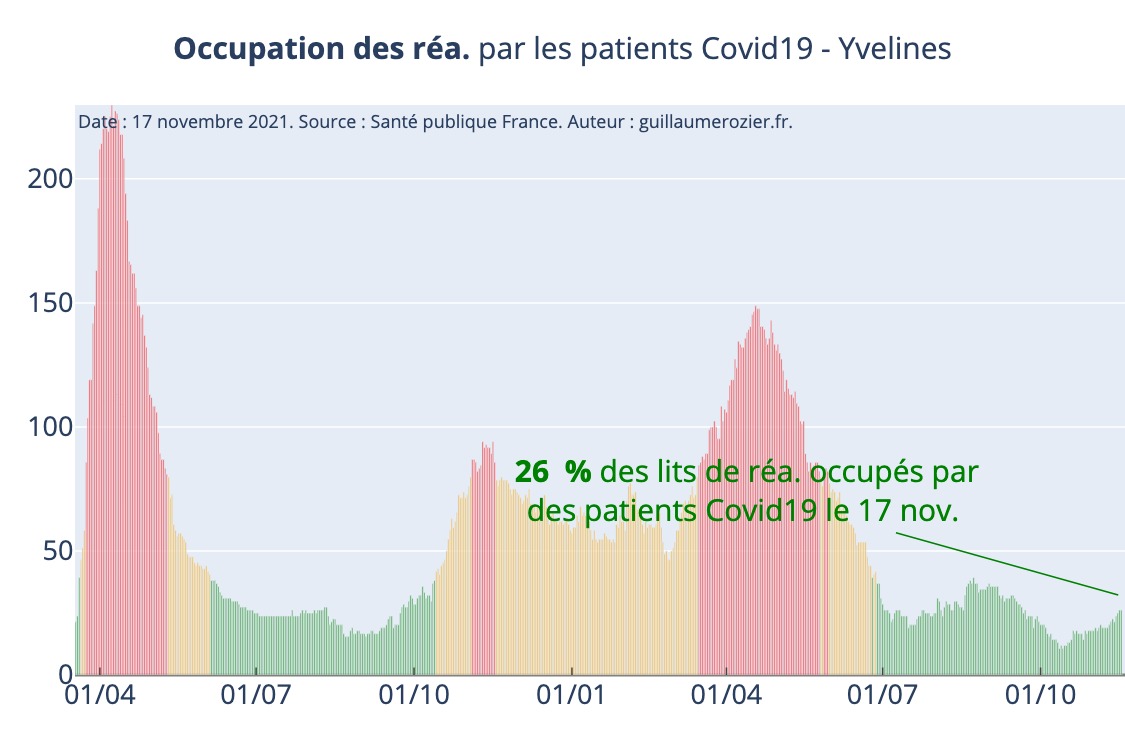 Occupation des réa. par les patients Covid19 - Yvelines
Date : 17 novembre 2021. Source : Santé publique France. Auteur : guillaumerozier.fr.
200
150
100
26 % des lits de réa. occupés par
des patients Covid19 le 17 nov.
50
0
01/04 01/07 01/10 01/01 01/04 01/07 01/10